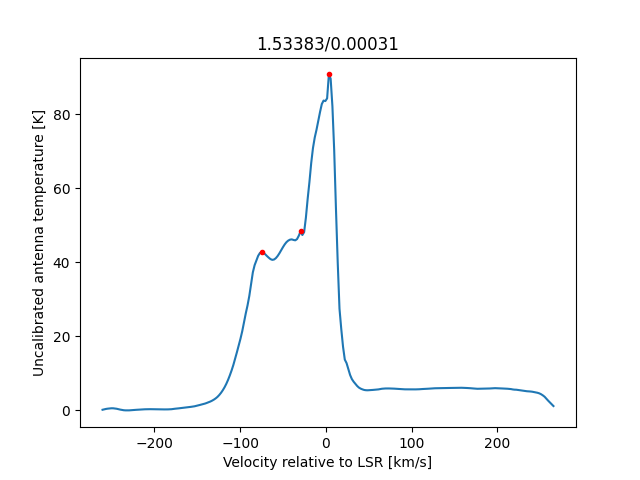 1.53383/0.00031
Uncalibrated antenna temperature [K]
80
60
40
20
0
−200 −100 0 100 200
Velocity relative to LSR [km/s]